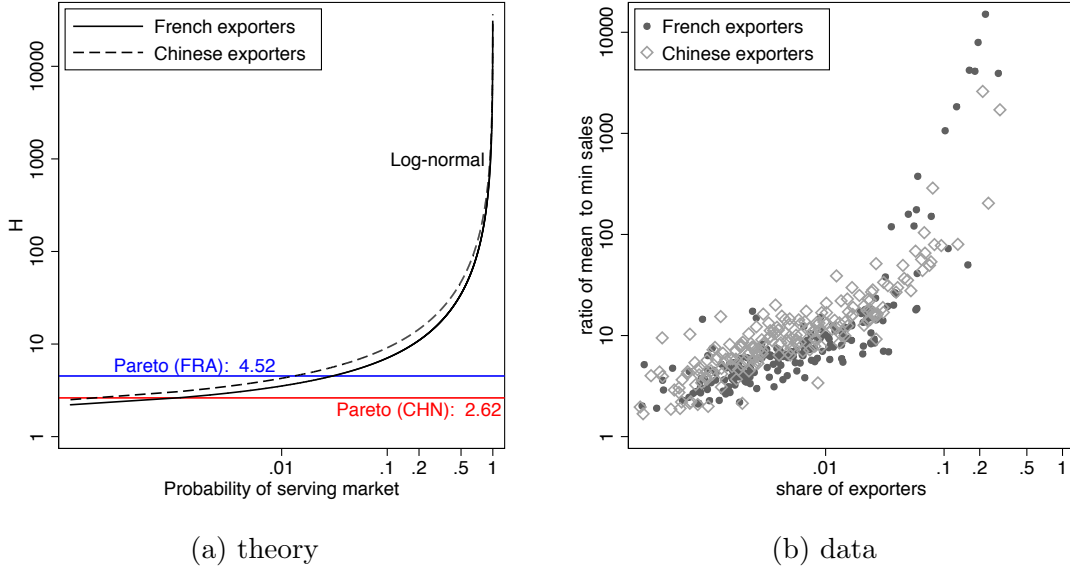 French exporters
Chinese exporters
H
1
10
100
1000
10000
Log-normal
Pareto (FRA): 4.52
Pareto (CHN): 2.62
.01
.1
.2
.5
1
Probability of serving market
(a) theory
French exporters
Chinese exporters
ratio of mean to min sales
1
10
100
1000
10000
.01
.1
.2
.5
1
share of exporters
(b) data